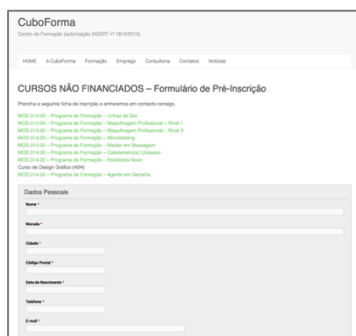 CuboForma
Centro de Formação (autorização DGERT nº 1814/2015)
HOME A CuboForma Formação Emprego Consultoria Contatos Notícias
CURSOS NÃO FINANCIADOS – Formulário de Pré-Inscrição
Preencha a seguinte ficha de inscrição e entraremos em contacto consigo.
MOD.014.00 – Programa de Formação – Unhas de Gel
MOD.014.00 – Programa de Formação – Maquilhagem Profissional – Nível I
MOD.014.00 – Programa de Formação – Maquilhagem Profissional – Nível II
MOD.014.00 – Programa de Formação – Microblading
MOD.014.00 – Programa de Formação – Master em Massagem
MOD.014.00 – Programa de Formação – Cabeleireiro(a) Unissexo
MOD.014.00 – Programa de Formação – Esteticista Novo
Curso de Design Gráfico (40H)
MOD.014.00 – Programa de Formação – Agente em Geriatria
Dados Pessoais
Nome *
Morada *
Cidade *
Código Postal *
Data de Nascimento *
Telefone *
E-mail *